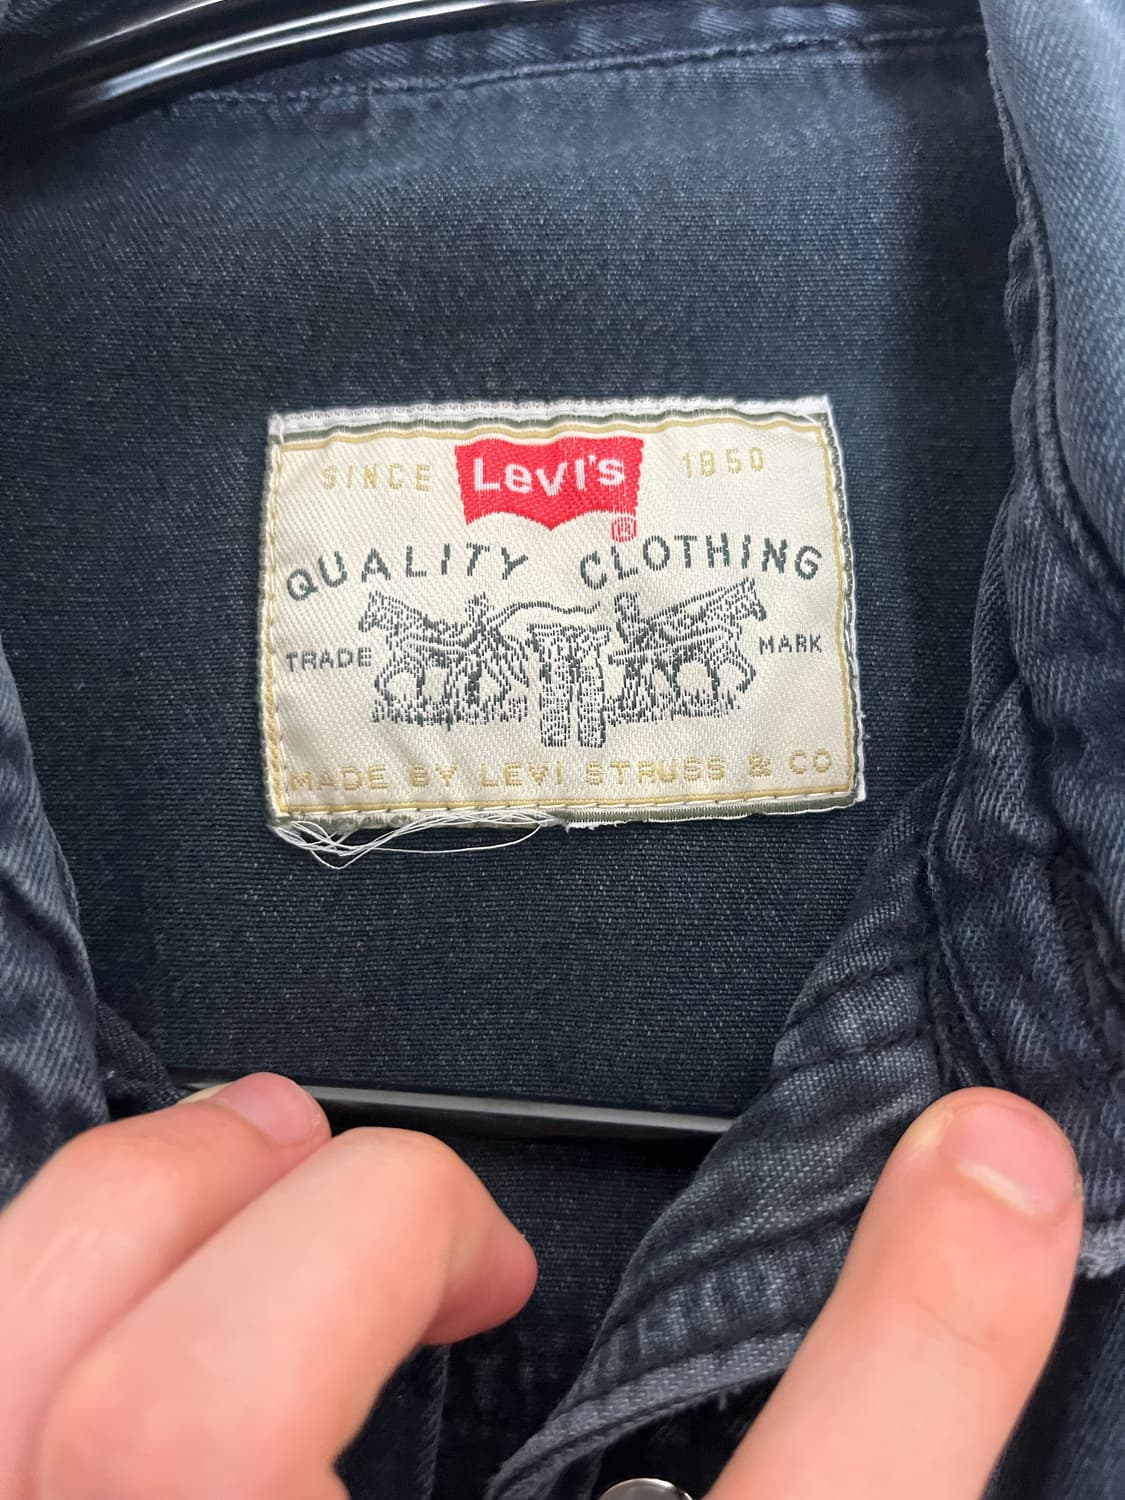 SINCE Levi's 1850
®
QUALITY CLOTHING
TRADE MARK
MADE BY LEVI STRUSS & CO